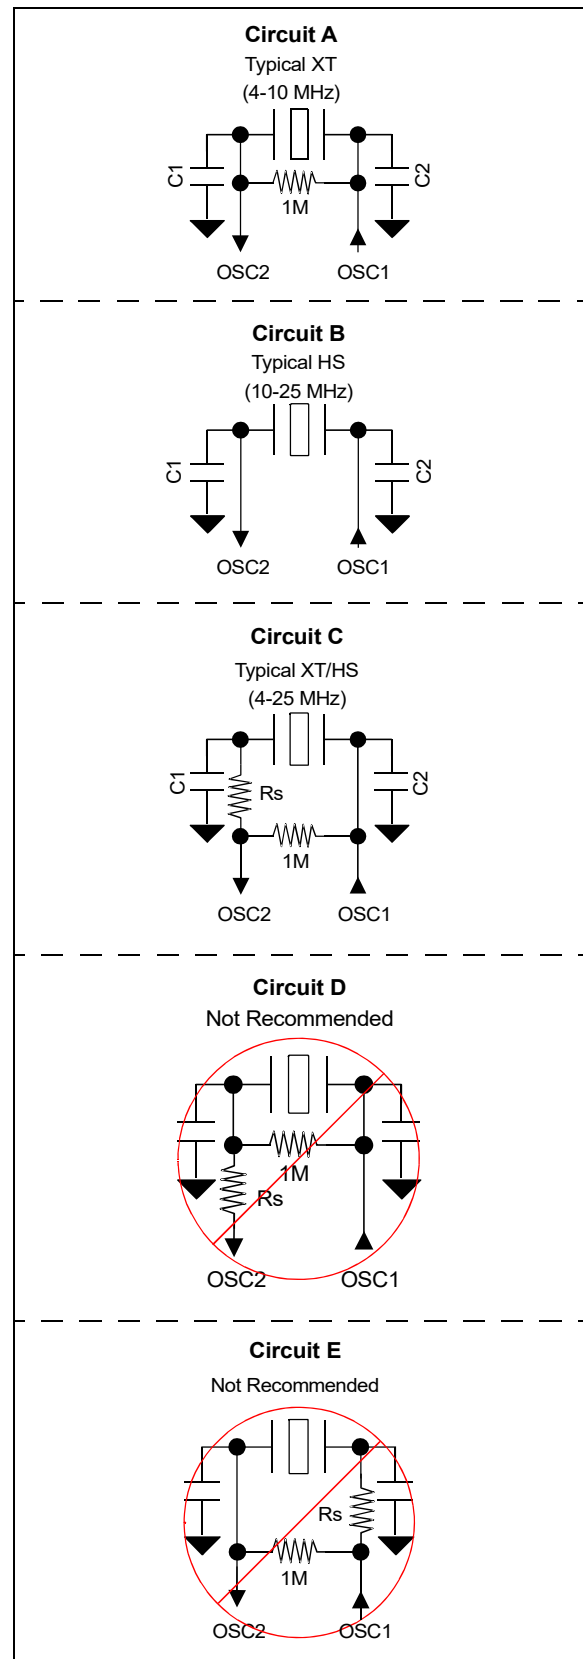 Circuit A
Typical XT
(4-10 MHz)
C1
C2
1M
OSC2 OSC1
Circuit B
Typical HS
(10-25 MHz)
C1
C2
OSC2 OSC1
Circuit C
Typical XT/HS
(4-25 MHz)
C1
Rs
C2
1M
OSC2 OSC1
Circuit D
Not Recommended
1M
Rs
OSC2 OSC1
Circuit E
Not Recommended
Rs
1M
OSC2 OSC1